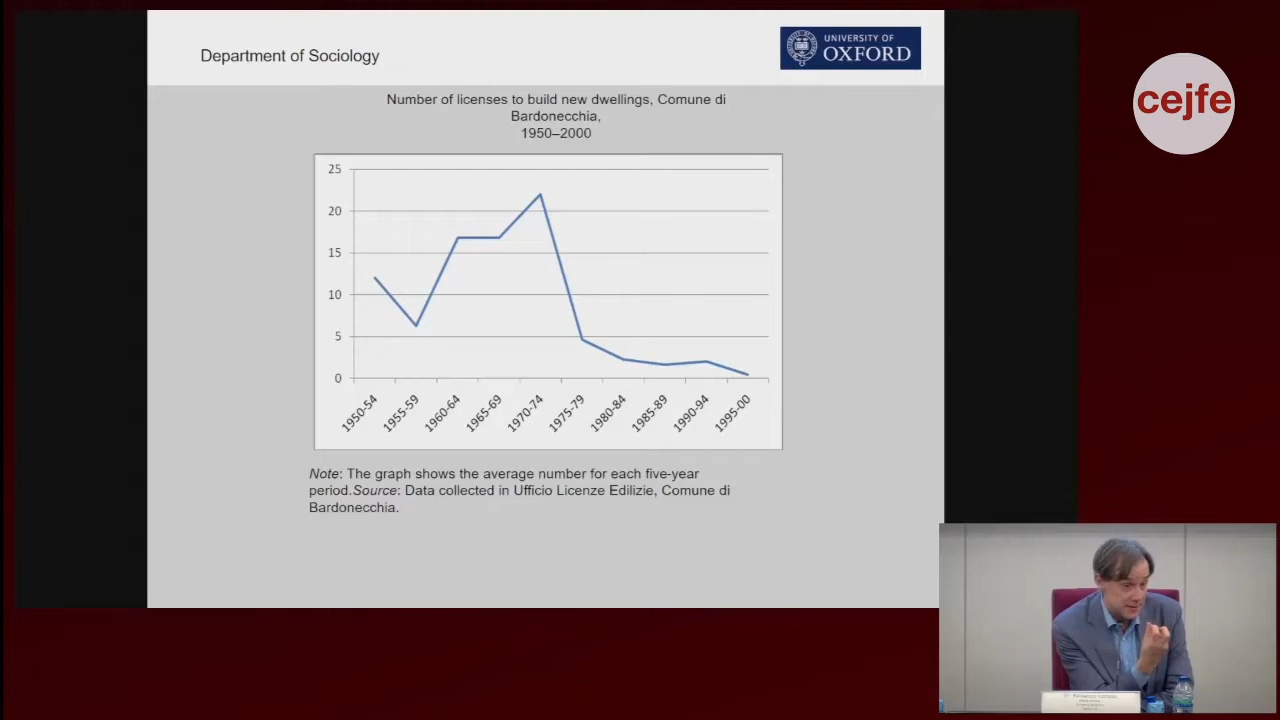 Department of Sociology
UNIVERSITY OF
OXFORD
cejfe
Number of licenses to build new dwellings, Comune di
Bardonecchia,
1950–2000
25
20
15
10
5
0
1950-54
1955-59
1960-64
1965-69
1970-74
1975-79
1980-84
1985-89
1990-94
1995-00
Note: The graph shows the average number for each five-year
period.Source: Data collected in Ufficio Licenze Edilizie, Comune di
Bardonecchia.